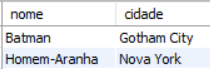 nome cidade
Batman Gotham City
Homem-Aranha Nova York